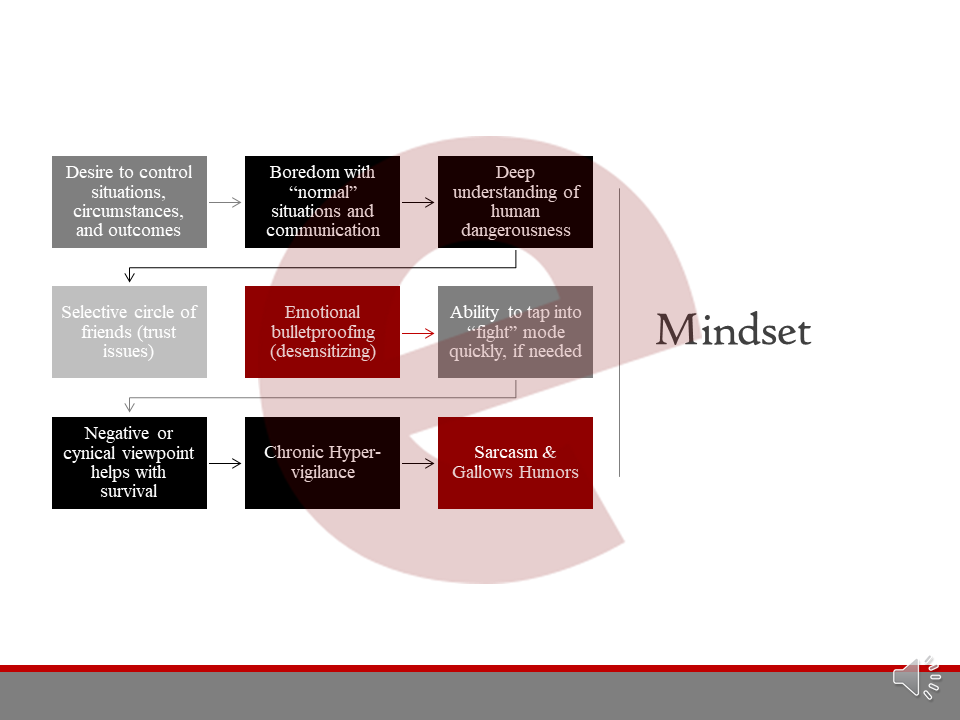 Desire to control
situations,
circumstances,
and outcomes
Boredom with
“normal”
situations and
communication
Deep
understanding of
human
dangerousness
Selective circle of
friends (trust
issues)
Emotional
bulletproofing
(desensitizing)
Ability to tap into
“fight” mode
quickly, if needed
Negative or
cynical viewpoint
helps with
survival
Chronic Hyper-
vigilance
Sarcasm &
Gallows Humors
Mindset
e